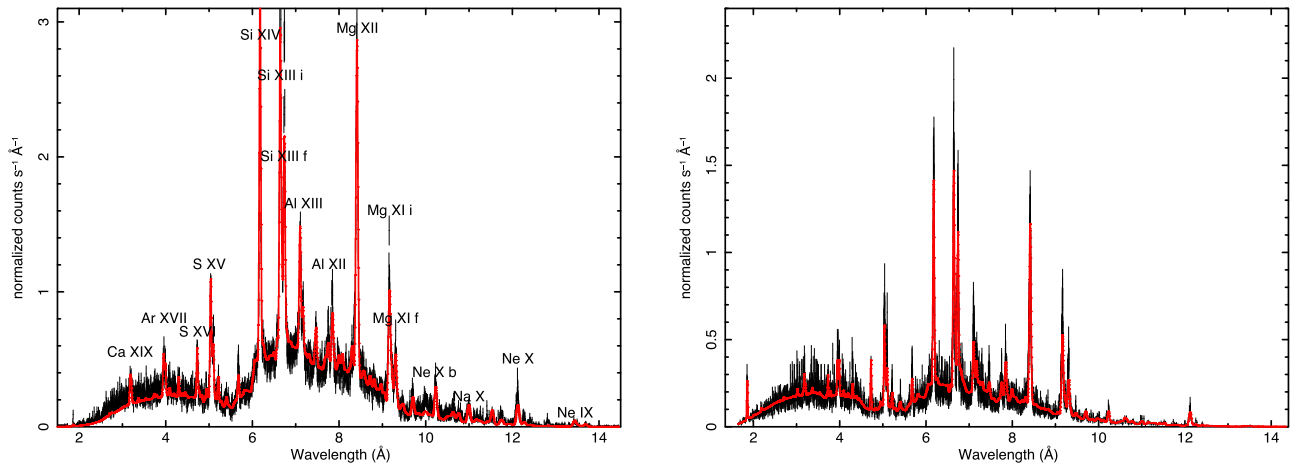 3
Mg XII
Si XIV
Si XIII i
2
Si XIII f
Al XIII
Mg XI i
S XV
Al XII
Ar XVII
Mg XI f
S XVI
1
Ca XIX
Ne X
Ne X b
Na X
Ne IX
0
2 4 6 8 10 12 14
Wavelength (Å)
normalized counts s⁻¹ Å⁻¹
2
1.5
1
0.5
0
2 4 6 8 10 12 14
Wavelength (Å)
normalized counts s⁻¹ Å⁻¹